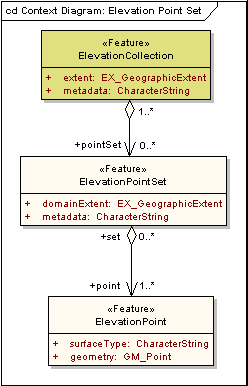 cd Context Diagram: Elevation Point Set
«Feature»
ElevationCollection
+ extent: EX_GeographicExtent
+ metadata: CharacterString
1..*
+pointSet 0..*
«Feature»
ElevationPointSet
+ domainExtent: EX_GeographicExtent
+ metadata: CharacterString
+set 0..*
+point 1..*
«Feature»
ElevationPoint
+ surfaceType: CharacterString
+ geometry: GM_Point